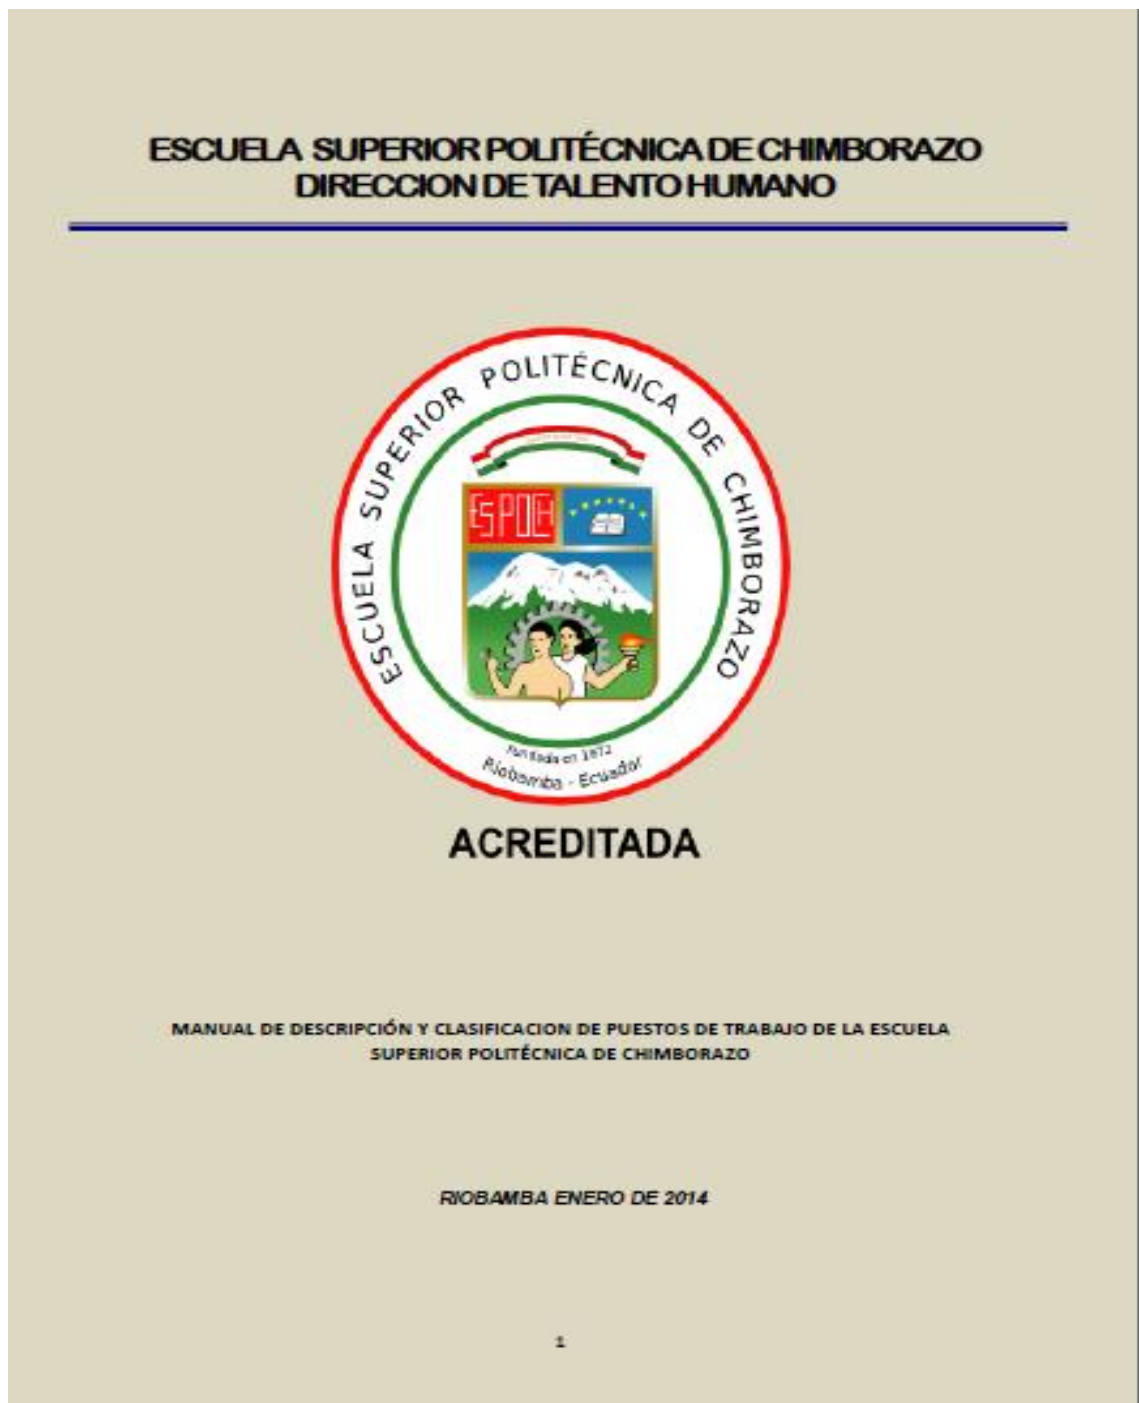 ESCUELA SUPERIOR POLITÉCNICA DE CHIMBORAZO
DIRECCION DE TALENTO HUMANO
ESCUELA SUPERIOR POLITÉCNICA DE CHIMBORAZO
ESPOCH
Fundada en 1972
Riobamba - Ecuador
ACREDITADA
MANUAL DE DESCRIPCIÓN Y CLASIFICACION DE PUESTOS DE TRABAJO DE LA ESCUELA
SUPERIOR POLITÉCNICA DE CHIMBORAZO
RIOBAMBA ENERO DE 2014
1